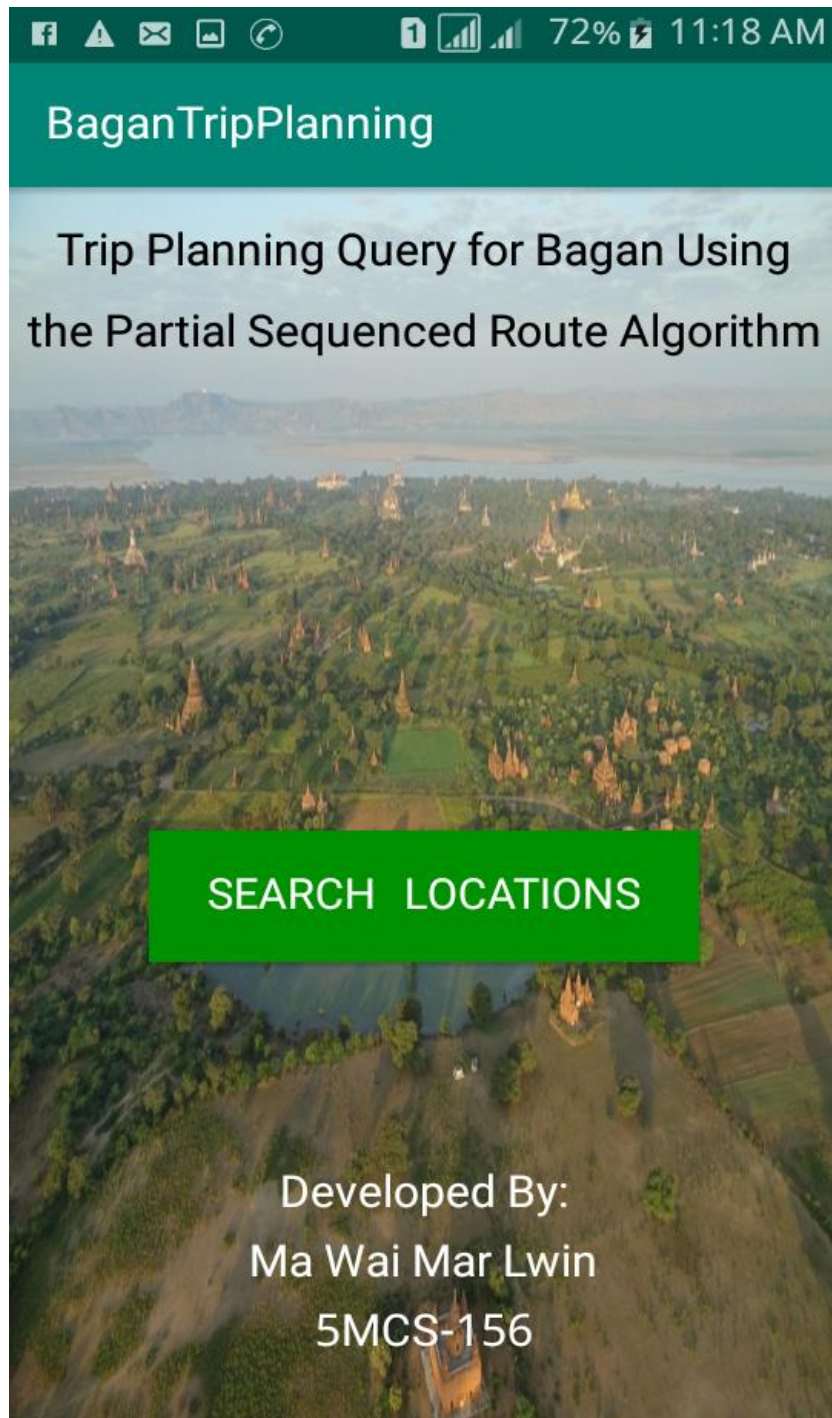 1 72% 11:18 AM
BaganTripPlanning
Trip Planning Query for Bagan Using
the Partial Sequenced Route Algorithm
SEARCH LOCATIONS
Developed By:
Ma Wai Mar Lwin
5MCS-156